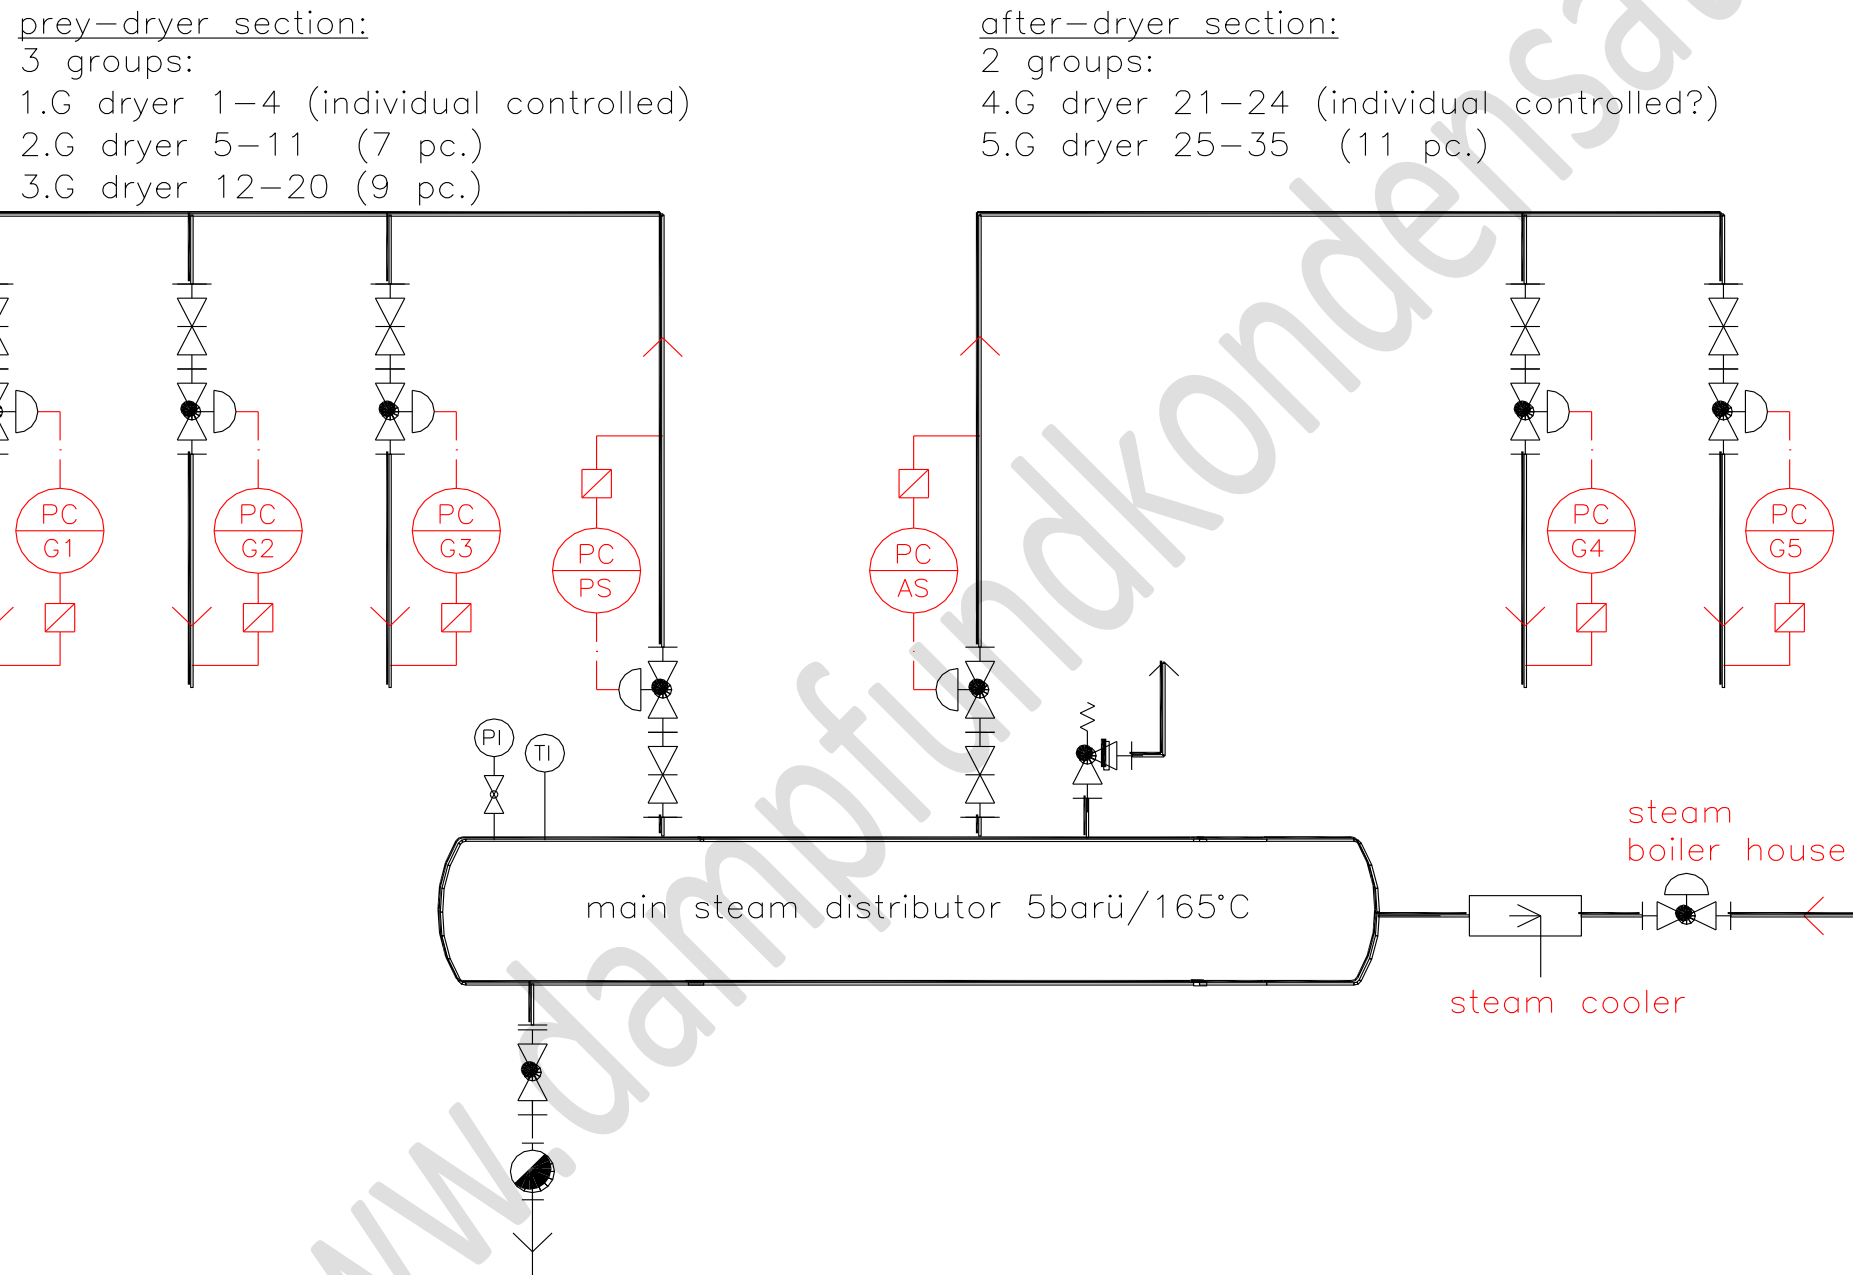 prey-dryer section:
3 groups:
1.G dryer 1-4 (individual controlled)
2.G dryer 5-11 (7 pc.)
3.G dryer 12-20 (9 pc.)
after-dryer section:
2 groups:
4.G dryer 21-24 (individual controlled?)
5.G dryer 25-35 (11 pc.)
PC
G1
PC
G2
PC
G3
PC
PS
PC
AS
PC
G4
PC
G5
PI
TI
steam
boiler house
main steam distributor 5barü/165°C
steam cooler
ww.dampfundkondensat